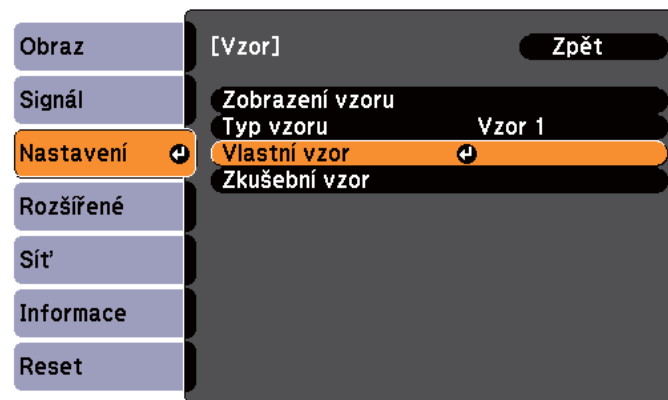 Obraz
Signál
Nastavení
Rozšířené
Síť
Informace
Reset
[Vzor]
Zpět
Zobrazení vzoru
Typ vzoru Vzor 1
Vlastní vzor
Zkušební vzor